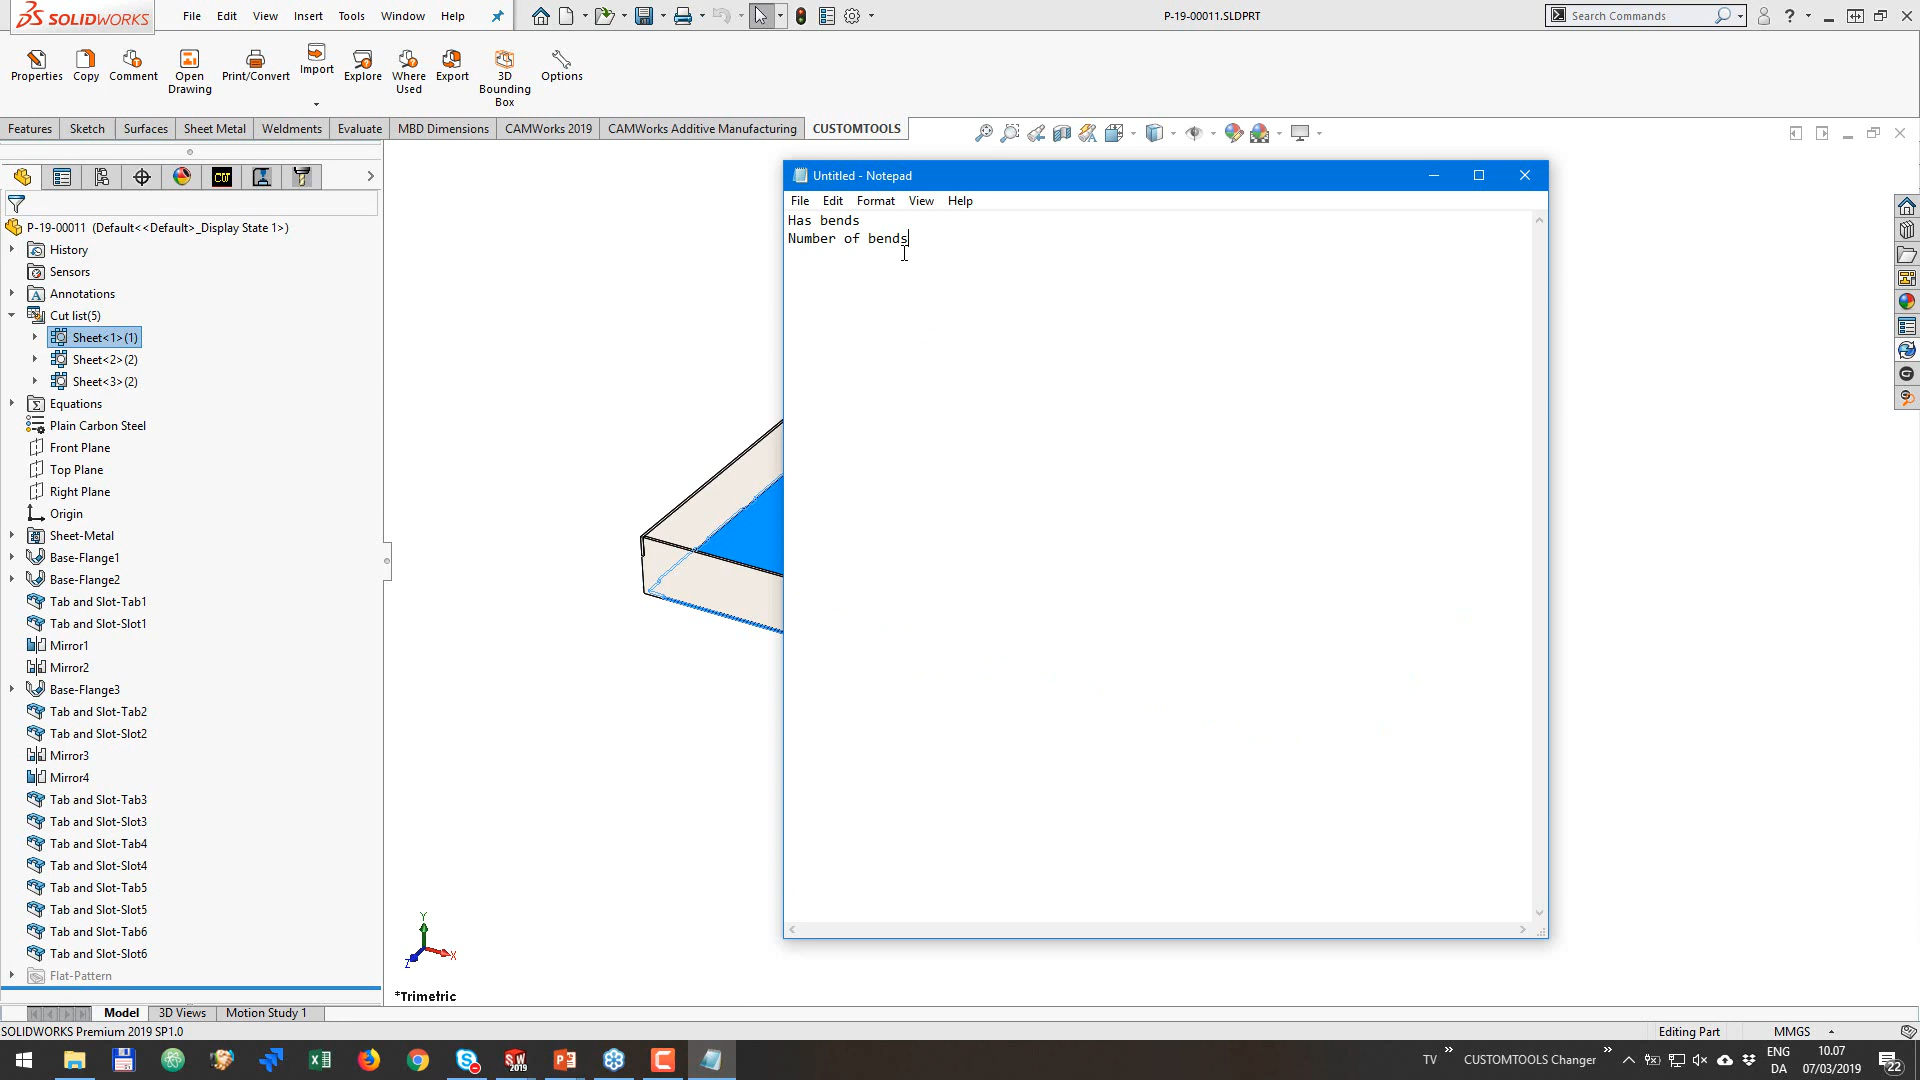 SOLIDWORKS
File Edit View Insert Tools Window Help
P-19-00011.SLDPRT
Search Commands
Properties Copy Comment Open Drawing Print/Convert Import Explore Where Used Export 3D Bounding Box Options
Features Sketch Surfaces Sheet Metal Weldments Evaluate MBD Dimensions CAMWorks 2019 CAMWorks Additive Manufacturing CUSTOMTOOLS
Untitled - Notepad
File Edit Format View Help
Has bends
Number of bends
P-19-00011 (Default<<Default>_Display State 1>)
History
Sensors
Annotations
Cut list(5)
Sheet<1>(1)
Sheet<2>(2)
Sheet<3>(2)
Equations
Plain Carbon Steel
Front Plane
Top Plane
Right Plane
Origin
Sheet-Metal
Base-Flange1
Base-Flange2
Tab and Slot-Tab1
Tab and Slot-Slot1
Mirror1
Mirror2
Base-Flange3
Tab and Slot-Tab2
Tab and Slot-Slot2
Mirror3
Mirror4
Tab and Slot-Tab3
Tab and Slot-Slot3
Tab and Slot-Tab4
Tab and Slot-Slot4
Tab and Slot-Tab5
Tab and Slot-Slot5
Tab and Slot-Tab6
Tab and Slot-Slot6
Flat-Pattern
Y
X
Z
*Trimetric
Model 3D Views Motion Study 1
SOLIDWORKS Premium 2019 SP1.0
Editing Part MMGS
TV CUSTOMTOOLS Changer
ENG
DA
10.07
07/03/2019
22